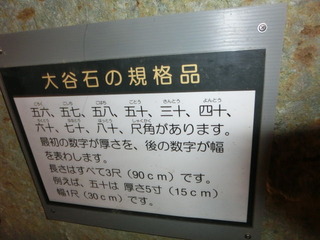 大谷石の規格品
五六、五七、五八、五十、三十、四十、
六十、七十、八十、尺角があります。
最初の数字が厚さを、後の数字が幅
を表わします。
長さはすべて3尺(90cm)です。
例えば、五十は 厚さ5寸(15cm)
幅1尺(30cm)です。